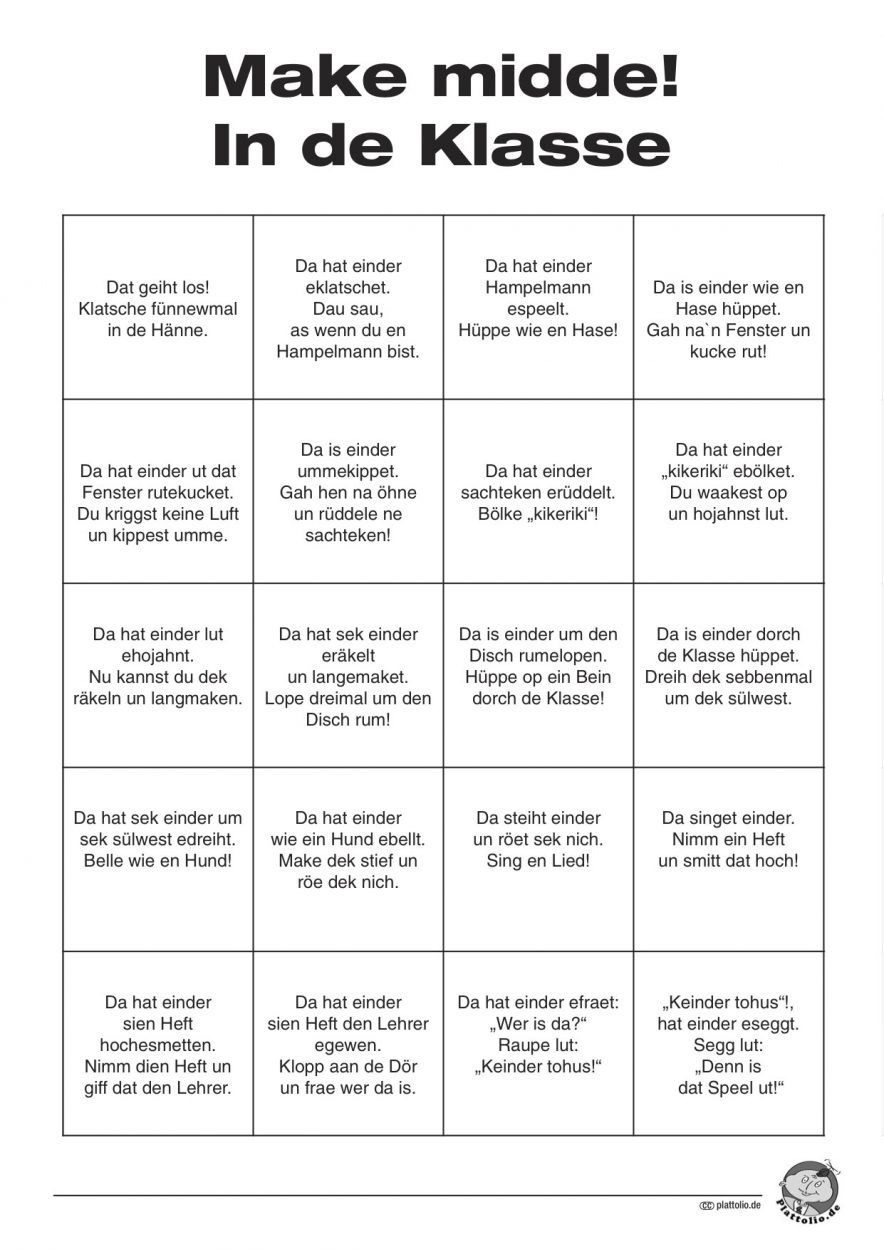 Make midde!
In de Klasse
Dat geiht los!
Klatsche fünnewmal
in de Hänne.
Da hat einder
eklatschet.
Dau sau,
as wenn du en
Hampelmann bist.
Da hat einder
Hampelmann
espeelt.
Hüppe wie en Hase!
Da is einder wie en
Hase hüppet.
Gah na`n Fenster un
kucke rut!
Da hat einder ut dat
Fenster rutekucket.
Du kriggst keine Luft
un kippest umme.
Da is einder
ummekippet.
Gah hen na öhne
un rüddele ne
sachteken!
Da hat einder
sachteken erüddelt.
Bölke „kikeriki“!
Da hat einder
„kikeriki“ ebölket.
Du waakest op
un hojahnst lut.
Da hat einder lut
ehojahnt.
Nu kannst du dek
räkeln un langmaken.
Da hat sek einder
eräkelt
un langemaket.
Lope dreimal um den
Disch rum!
Da is einder um den
Disch rumelopen.
Hüppe op ein Bein
dorch de Klasse!
Da is einder dorch
de Klasse hüppet.
Dreih dek sebbenmal
um dek sülwest.
Da hat sek einder um
sek sülwest edreiht.
Belle wie en Hund!
Da hat einder
wie ein Hund ebellt.
Make dek stief un
röe dek nich.
Da steiht einder
un röet sek nich.
Sing en Lied!
Da singet einder.
Nimm ein Heft
un smitt dat hoch!
Da hat einder
sien Heft
hochesmetten.
Nimm dien Heft un
giff dat den Lehrer.
Da hat einder
sien Heft den Lehrer
egewen.
Klopp aan de Dör
un frae wer da is.
Da hat einder efraet:
„Wer is da?“
Raupe lut:
„Keinder tohus!“
„Keinder tohus“!,
hat einder eseggt.
Segg lut:
„Denn is
dat Speel ut!“
cc plattolio.de
Plattolio.de